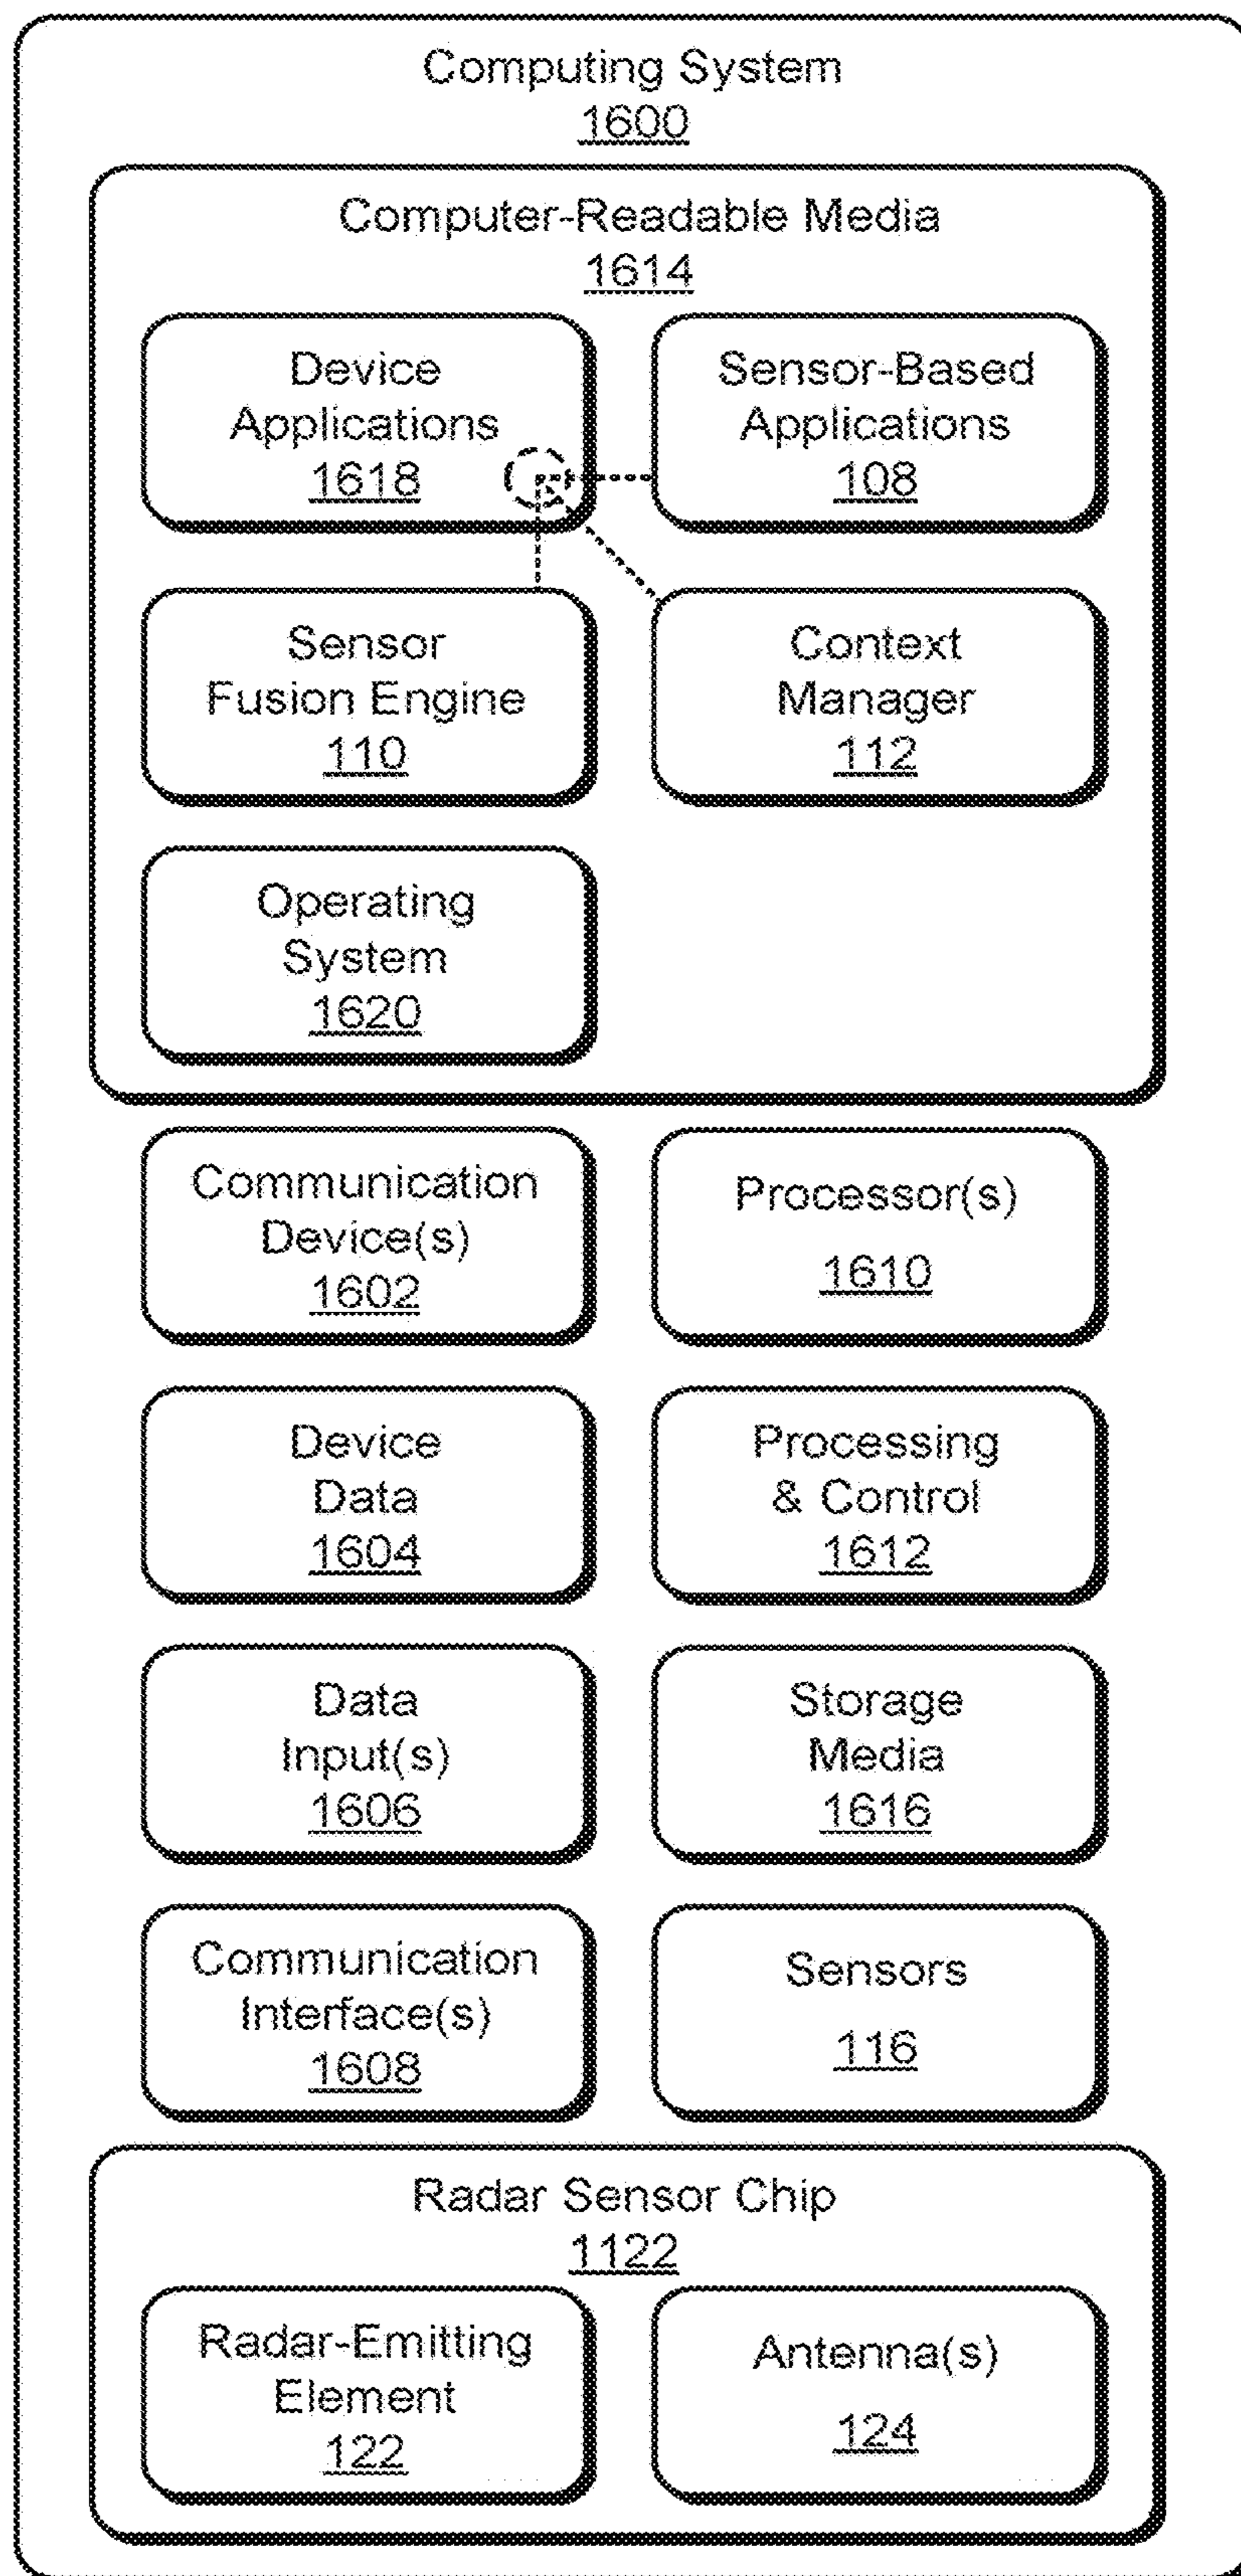 Computing System
1600
Computer-Readable Media
1614
Device
Applications
1618
Sensor-Based
Applications
108
Sensor
Fusion Engine
110
Context
Manager
112
Operating
System
1620
Communication
Device(s)
1602
Processor(s)
1610
Device
Data
1604
Processing
& Control
1612
Data
Input(s)
1606
Storage
Media
1616
Communication
Interface(s)
1608
Sensors
116
Radar Sensor Chip
1122
Radar-Emitting
Element
122
Antenna(s)
124